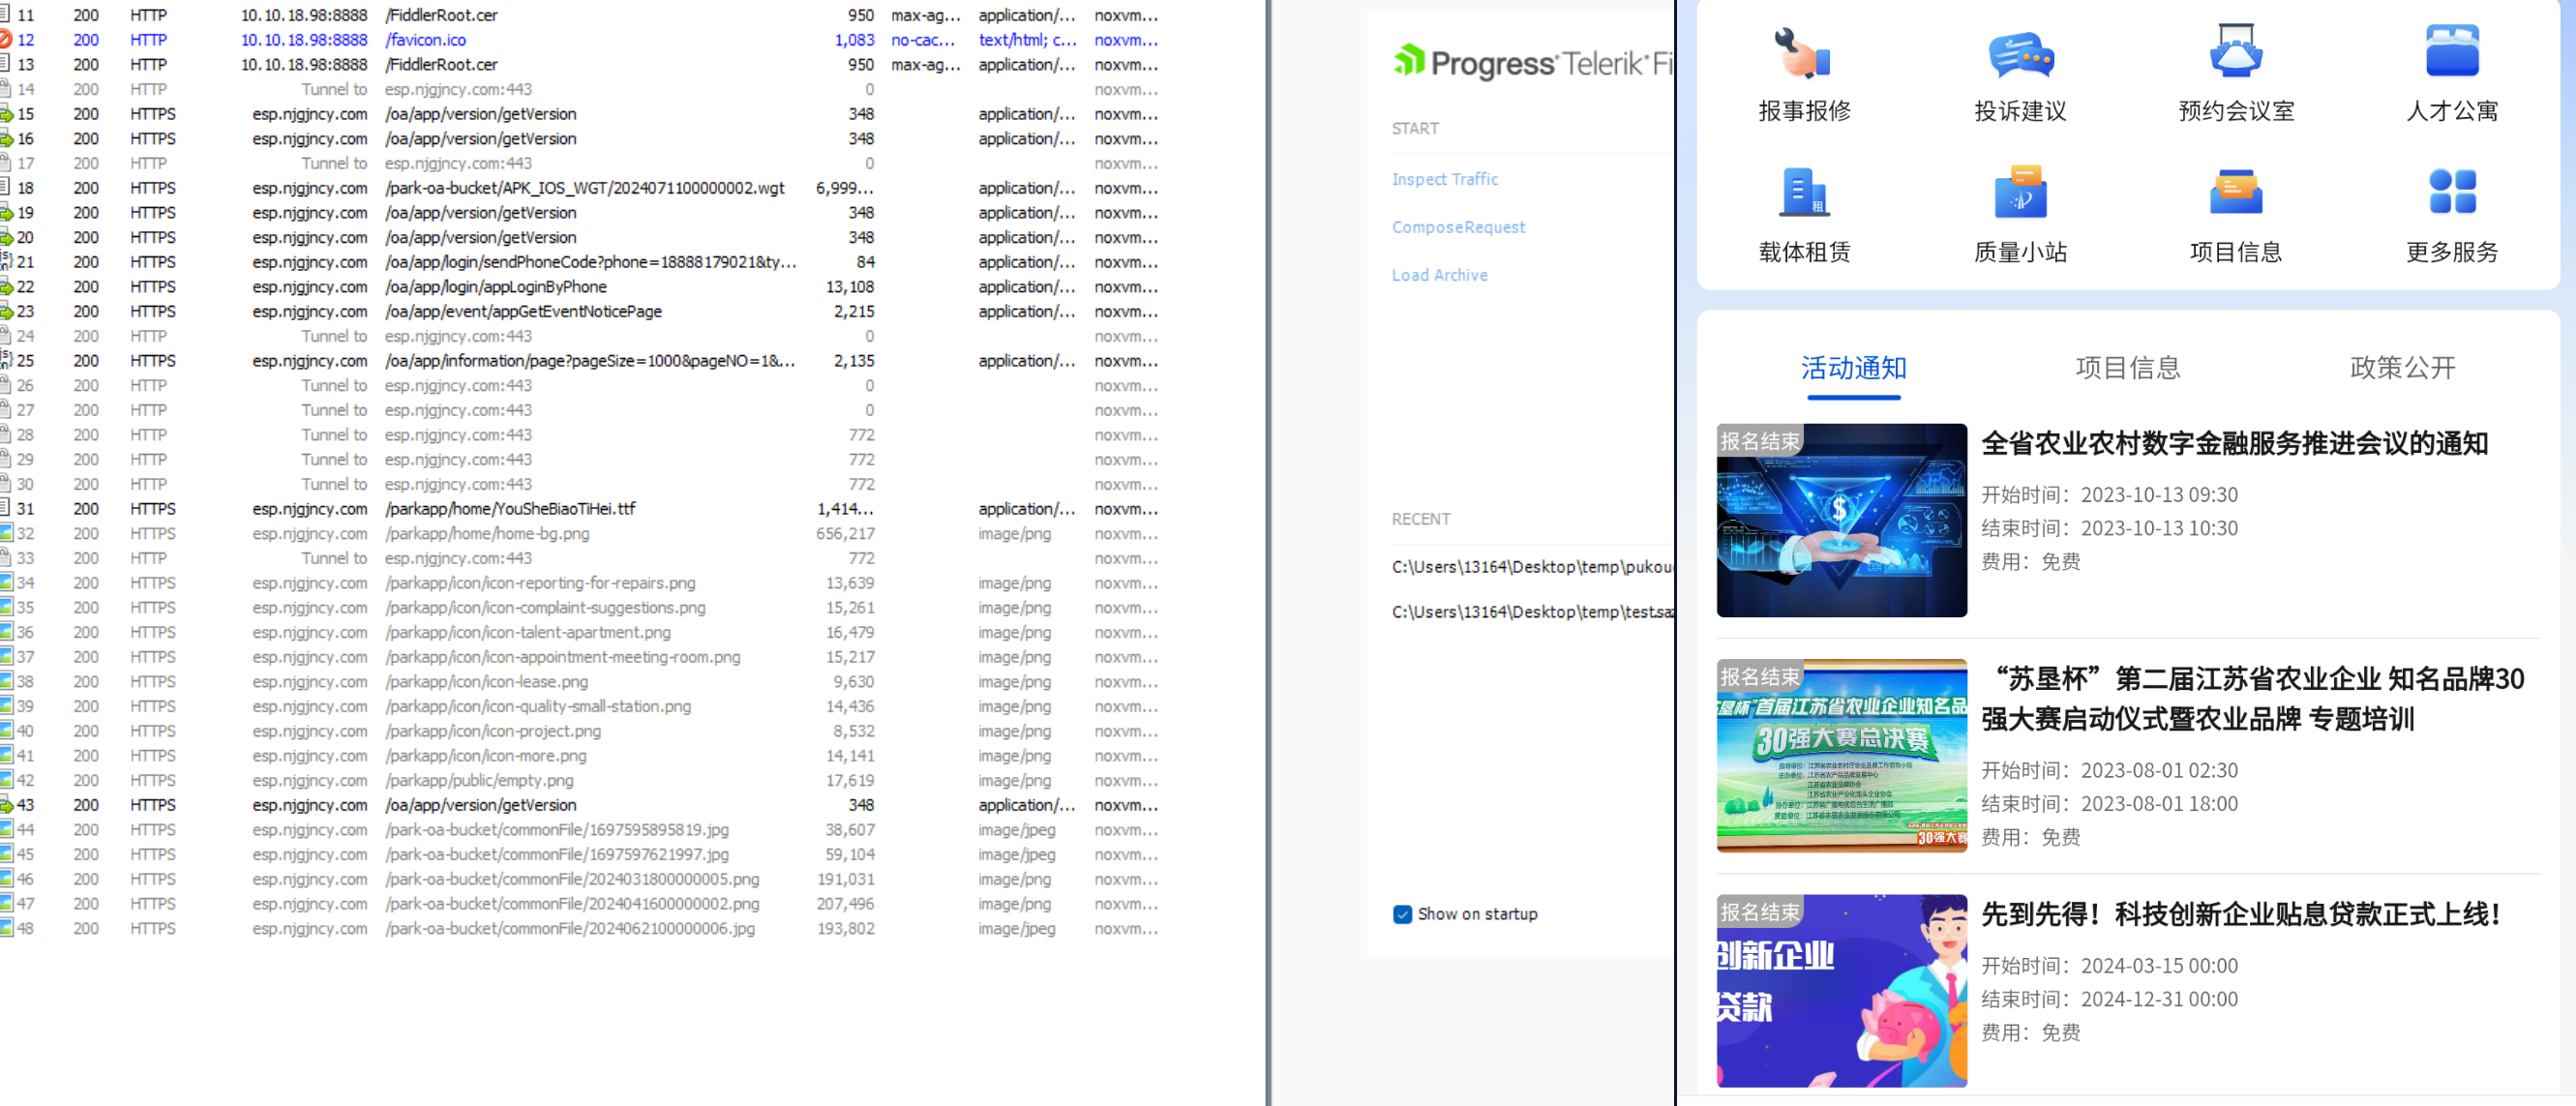 11 200 HTTP 10.10.18.98:8888 /FiddlerRoot.cer 950 max-ag... application/... noxvm...
12 200 HTTP 10.10.18.98:8888 /favicon.ico 1,083 no-cac... text/html; c... noxvm...
13 200 HTTP 10.10.18.98:8888 /FiddlerRoot.cer 950 max-ag... application/... noxvm...
14 200 HTTP Tunnel to esp.njgjncy.com:443 0 noxvm...
15 200 HTTPS esp.njgjncy.com /oa/app/version/getVersion 348 application/... noxvm...
16 200 HTTPS esp.njgjncy.com /oa/app/version/getVersion 348 application/... noxvm...
17 200 HTTP Tunnel to esp.njgjncy.com:443 0 noxvm...
18 200 HTTPS esp.njgjncy.com /park-oa-bucket/APK_IOS_WGT/2024071100000002.wgt 6,999... application/... noxvm...
19 200 HTTPS esp.njgjncy.com /oa/app/version/getVersion 348 application/... noxvm...
20 200 HTTPS esp.njgjncy.com /oa/app/version/getVersion 348 application/... noxvm...
21 200 HTTPS esp.njgjncy.com /oa/app/login/sendPhoneCode?phone=18888179021&ty... 84 application/... noxvm...
22 200 HTTPS esp.njgjncy.com /oa/app/login/appLoginByPhone 13,108 application/... noxvm...
23 200 HTTPS esp.njgjncy.com /oa/app/event/appGetEventNoticePage 2,215 application/... noxvm...
24 200 HTTP Tunnel to esp.njgjncy.com:443 0 noxvm...
25 200 HTTPS esp.njgjncy.com /oa/app/information/page?pageSize=1000&pageNO=1&... 2,135 application/... noxvm...
26 200 HTTP Tunnel to esp.njgjncy.com:443 0 noxvm...
27 200 HTTP Tunnel to esp.njgjncy.com:443 0 noxvm...
28 200 HTTP Tunnel to esp.njgjncy.com:443 772 noxvm...
29 200 HTTP Tunnel to esp.njgjncy.com:443 772 noxvm...
30 200 HTTP Tunnel to esp.njgjncy.com:443 772 noxvm...
31 200 HTTPS esp.njgjncy.com /parkapp/home/YouSheBiaoTiHei.ttf 1,414... application/... noxvm...
32 200 HTTPS esp.njgjncy.com /parkapp/home/home-bg.png 656,217 image/png noxvm...
33 200 HTTP Tunnel to esp.njgjncy.com:443 772 noxvm...
34 200 HTTPS esp.njgjncy.com /parkapp/icon/icon-reporting-for-repairs.png 13,639 image/png noxvm...
35 200 HTTPS esp.njgjncy.com /parkapp/icon/icon-complaint-suggestions.png 15,261 image/png noxvm...
36 200 HTTPS esp.njgjncy.com /parkapp/icon/icon-talent-apartment.png 16,479 image/png noxvm...
37 200 HTTPS esp.njgjncy.com /parkapp/icon/icon-appointment-meeting-room.png 15,217 image/png noxvm...
38 200 HTTPS esp.njgjncy.com /parkapp/icon/icon-lease.png 9,630 image/png noxvm...
39 200 HTTPS esp.njgjncy.com /parkapp/icon/icon-quality-small-station.png 14,436 image/png noxvm...
40 200 HTTPS esp.njgjncy.com /parkapp/icon/icon-project.png 8,532 image/png noxvm...
41 200 HTTPS esp.njgjncy.com /parkapp/icon/icon-more.png 14,141 image/png noxvm...
42 200 HTTPS esp.njgjncy.com /parkapp/public/empty.png 17,619 image/png noxvm...
43 200 HTTPS esp.njgjncy.com /oa/app/version/getVersion 348 application/... noxvm...
44 200 HTTPS esp.njgjncy.com /park-oa-bucket/commonFile/1697595895819.jpg 38,607 image/jpeg noxvm...
45 200 HTTPS esp.njgjncy.com /park-oa-bucket/commonFile/1697597621997.jpg 59,104 image/jpeg noxvm...
46 200 HTTPS esp.njgjncy.com /park-oa-bucket/commonFile/2024031800000005.png 191,031 image/png noxvm...
47 200 HTTPS esp.njgjncy.com /park-oa-bucket/commonFile/2024041600000002.png 207,496 image/png noxvm...
48 200 HTTPS esp.njgjncy.com /park-oa-bucket/commonFile/2024062100000006.jpg 193,802 image/jpeg noxvm...
Progress Telerik Fi
START
Inspect Traffic
ComposeRequest
Load Archive
RECENT
C:\Users\13164\Desktop\temp\pukou
C:\Users\13164\Desktop\temp\test.saz
Show on startup
报事报修 投诉建议 预约会议室 人才公寓
租
载体租赁 质量小站 项目信息 更多服务
活动通知 项目信息 政策公开
报名结束
全省农业农村数字金融服务推进会议的通知
开始时间：2023-10-13 09:30
结束时间：2023-10-13 10:30
费用：免费
报名结束
首届江苏省农业企业知名品
30强大赛总决赛
30强大赛
“苏垦杯”第二届江苏省农业企业 知名品牌30
强大赛启动仪式暨农业品牌 专题培训
开始时间：2023-08-01 02:30
结束时间：2023-08-01 18:00
费用：免费
报名结束
创新企业
贷款
先到先得！科技创新企业贴息贷款正式上线！
开始时间：2024-03-15 00:00
结束时间：2024-12-31 00:00
费用：免费